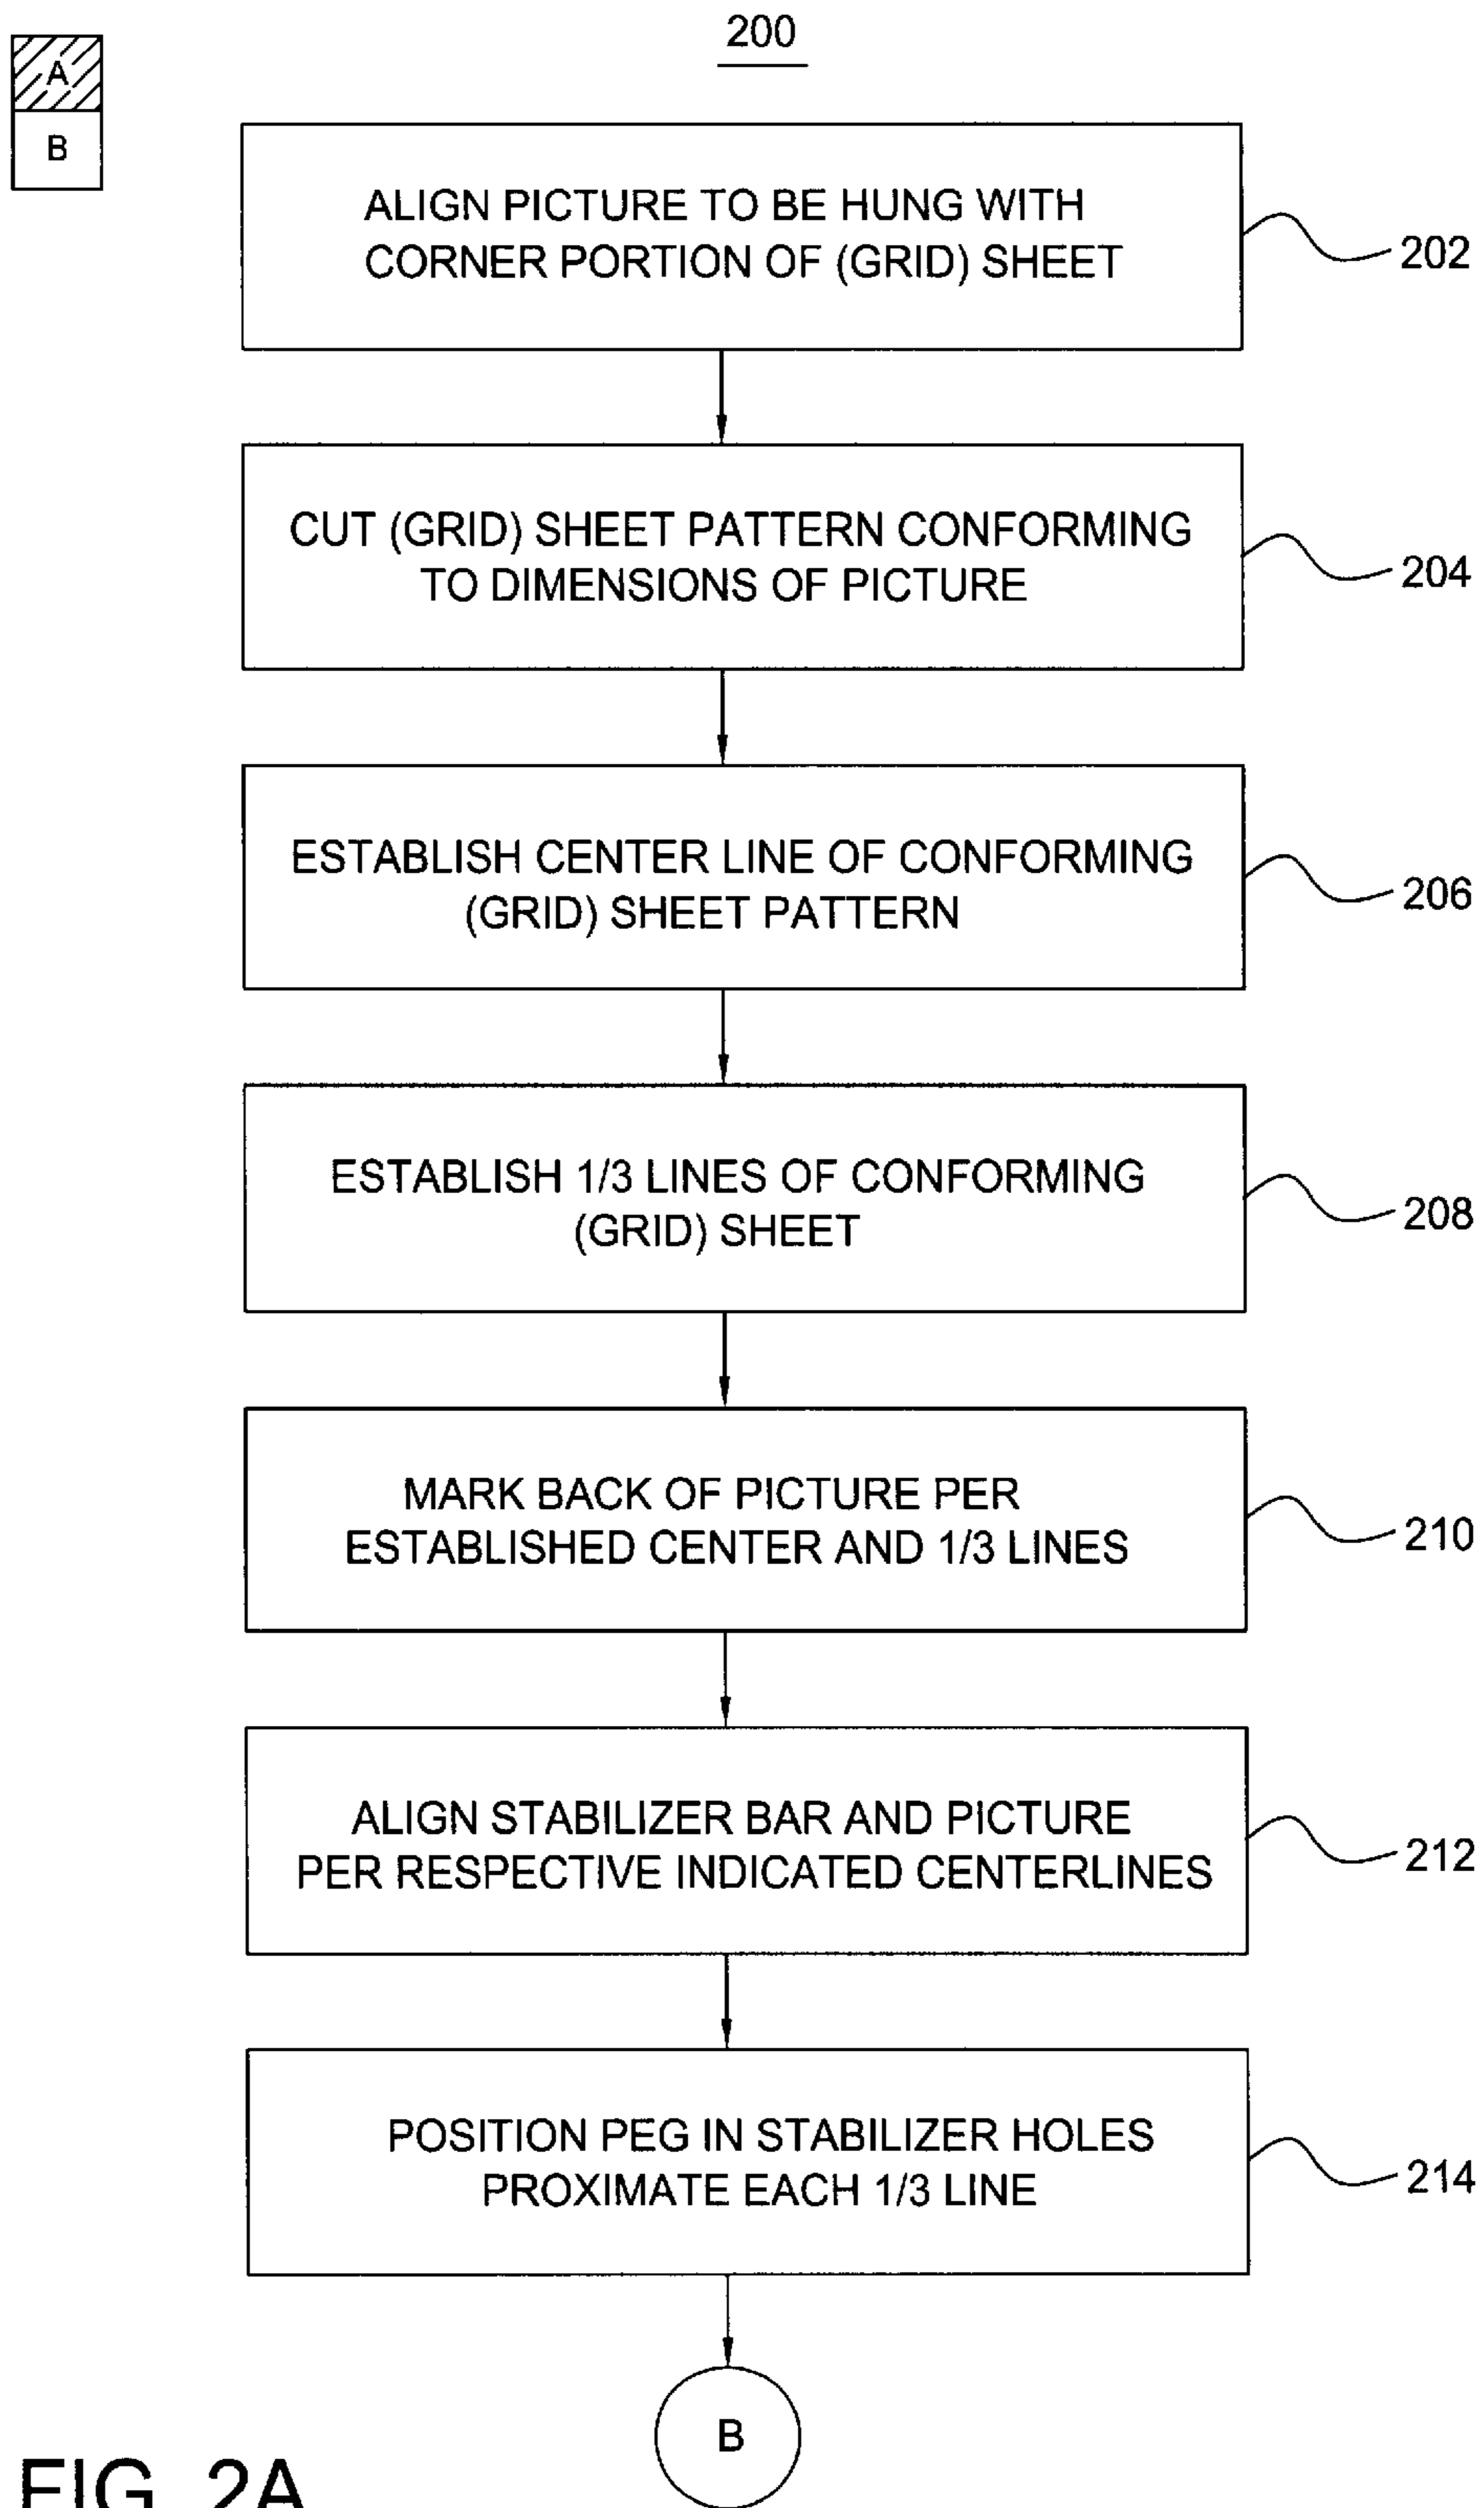 200
A
B
ALIGN PICTURE TO BE HUNG WITH
CORNER PORTION OF (GRID) SHEET
202
CUT (GRID) SHEET PATTERN CONFORMING
TO DIMENSIONS OF PICTURE
204
ESTABLISH CENTER LINE OF CONFORMING
(GRID) SHEET PATTERN
206
ESTABLISH 1/3 LINES OF CONFORMING
(GRID) SHEET
208
MARK BACK OF PICTURE PER
ESTABLISHED CENTER AND 1/3 LINES
210
ALIGN STABILIZER BAR AND PICTURE
PER RESPECTIVE INDICATED CENTERLINES
212
POSITION PEG IN STABILIZER HOLES
PROXIMATE EACH 1/3 LINE
214
B
FIG. 2A